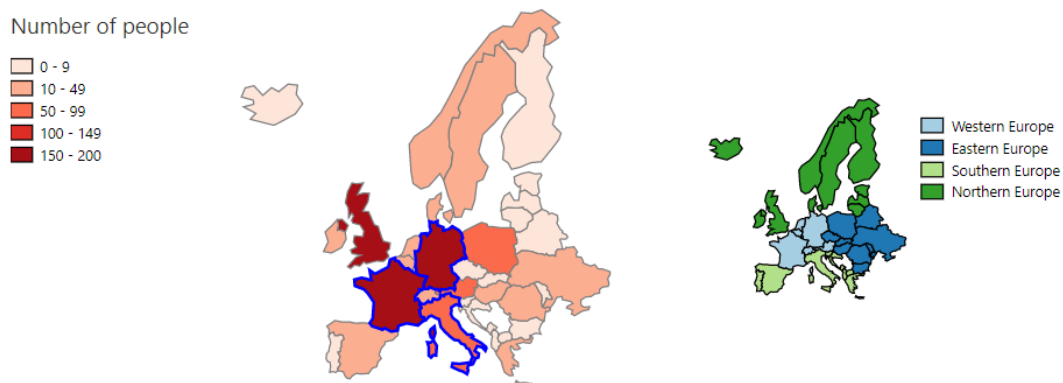 Number of people
0 - 9
10 - 49
50 - 99
100 - 149
150 - 200
Western Europe
Eastern Europe
Southern Europe
Northern Europe